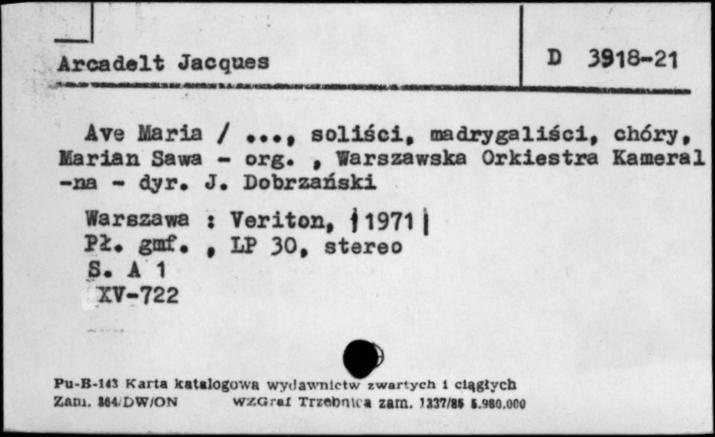 Arcadelt Jacques
D 3918-21
Ave Maria / ..., soliści, madrygaliści, chóry,
Marian Sawa - org. , Warszawska Orkiestra Kameral
-na - dyr. J. Dobrzański
Warszawa : Veriton, |1971|
Pł. gmf. , LP 30, stereo
S. A 1
XV-722
Pu-B-143 Karta katalogowa wydawnictw zwartych i ciągłych
Zam. 864/DW/ON WZGraf Trzebnica zam. 1337/86 5.980.000